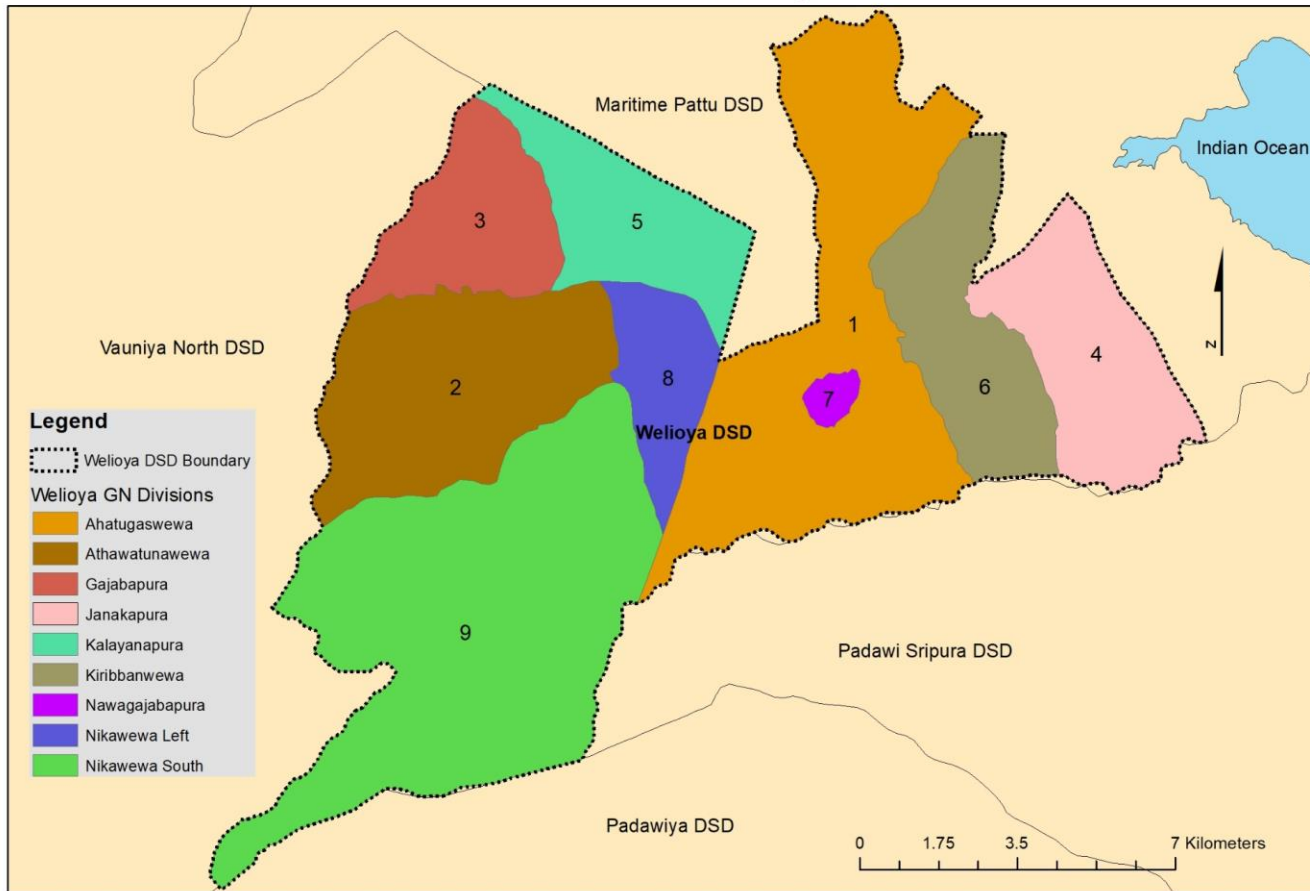 Maritime Pattu DSD
Indian Ocean
3
5
1
4
Vauniya North DSD
2
8
7
6
z
Welioya DSD
Legend
Welioya DSD Boundary
Welioya GN Divisions
Ahatugaswewa
Athawatunawewa
Gajabapura
Janakapura
Kalayanapura
Kiribbanwewa
Nawagajabapura
Nikawewa Left
Nikawewa South
9
Padawi Sripura DSD
Padawiya DSD
0 1.75 3.5 7 Kilometers